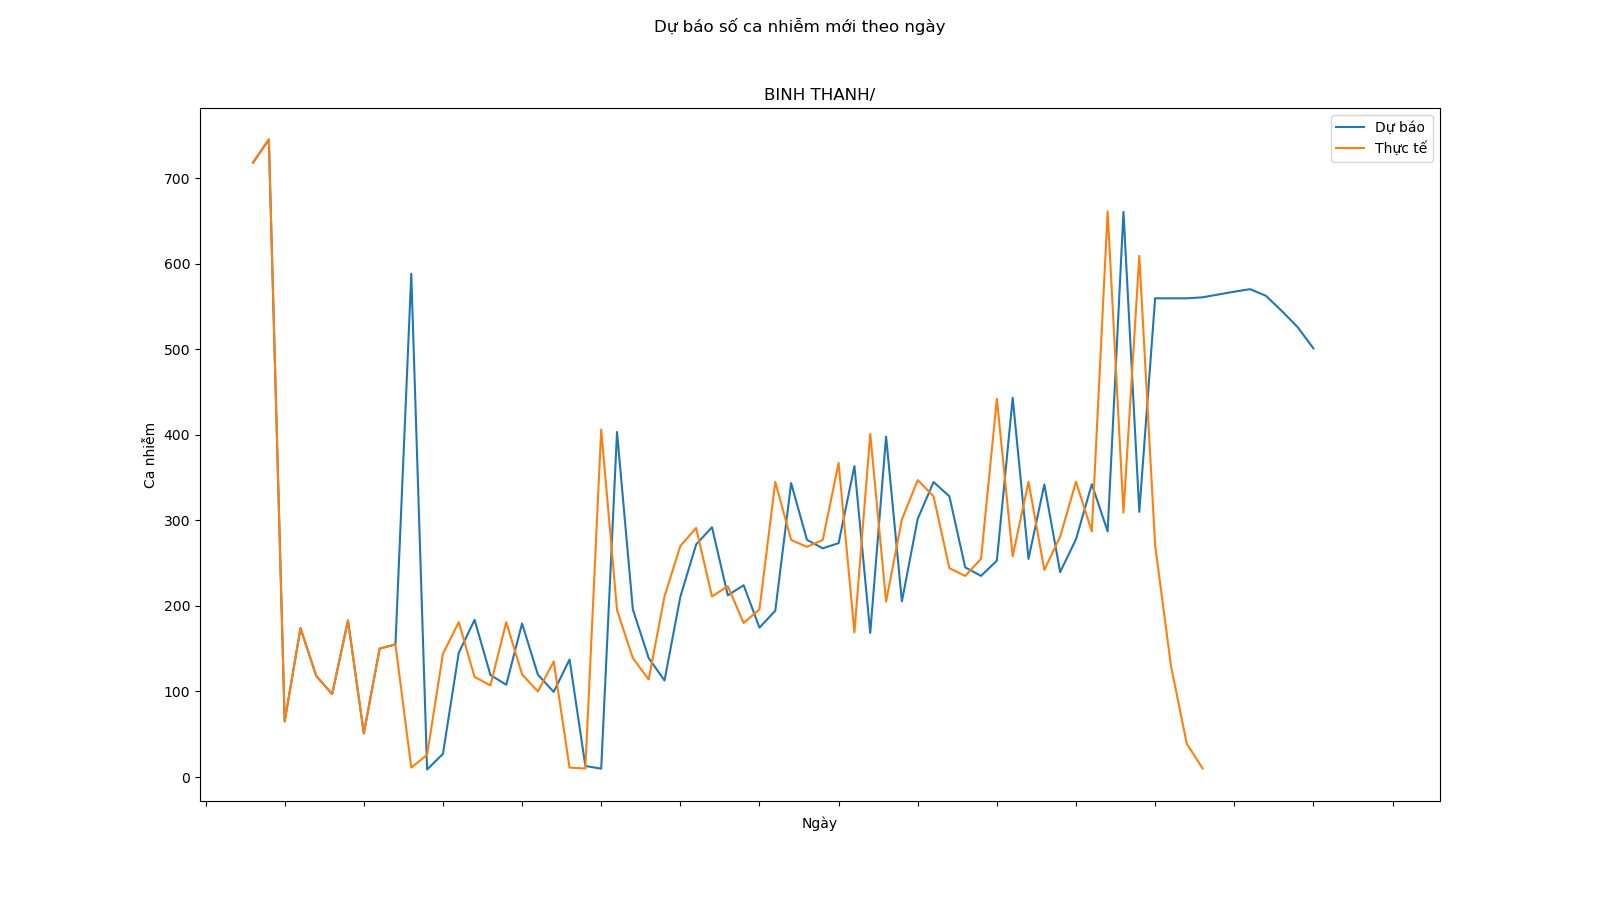 Dự báo số ca nhiễm mới theo ngày
BINH THANH/
Dự báo
Thực tế
700
600
500
400
300
200
100
0
Ca nhiễm
Ngày